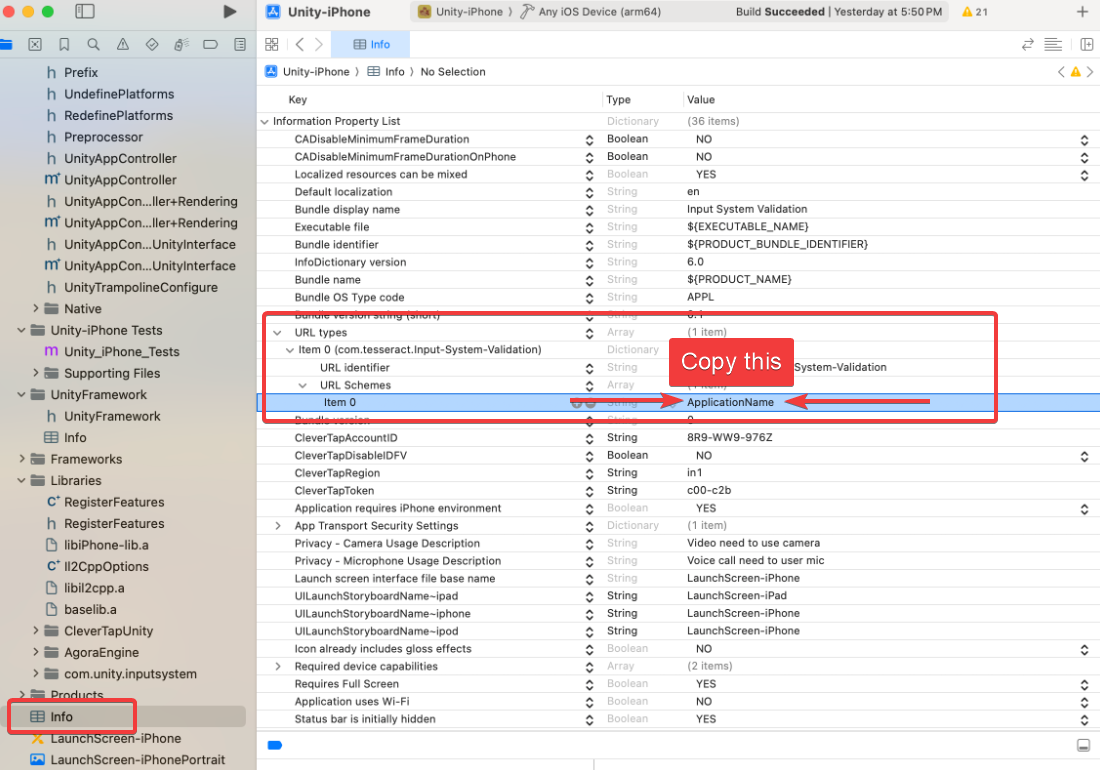 Unity-iPhone
Unity-iPhone 〉 Any iOS Device (arm64)
Build Succeeded | Yesterday at 5:50 PM
21
Info
Unity-iPhone 〉 Info 〉 No Selection
Prefix
UndefinePlatforms
RedefinePlatforms
Preprocessor
UnityAppController
UnityAppController
UnityAppCon...ller+Rendering
UnityAppCon...ller+Rendering
UnityAppCon...UnityInterface
UnityAppCon...UnityInterface
UnityTrampolineConfigure
Native
Unity-iPhone Tests
Unity_iPhone_Tests
Supporting Files
UnityFramework
UnityFramework
Info
Frameworks
Libraries
RegisterFeatures
RegisterFeatures
libiPhone-lib.a
Il2CppOptions
libil2cpp.a
baselib.a
CleverTapUnity
AgoraEngine
com.unity.inputsystem
Products
Info
LaunchScreen-iPhone
LaunchScreen-iPhonePortrait
Key Type Value
Information Property List Dictionary (36 items)
CADisableMinimumFrameDuration Boolean NO
CADisableMinimumFrameDurationOnPhone Boolean NO
Localized resources can be mixed Boolean YES
Default localization String en
Bundle display name String Input System Validation
Executable file String ${EXECUTABLE_NAME}
Bundle identifier String ${PRODUCT_BUNDLE_IDENTIFIER}
InfoDictionary version String 6.0
Bundle name String ${PRODUCT_NAME}
Bundle OS Type code String APPL
Bundle version string (short) String 0.1
URL types Array (1 item)
Item 0 (com.tesseract.Input-System-Validation) Dictionary
Copy this
URL identifier String System-Validation
URL Schemes Array (1 item)
Item 0 String ApplicationName
Bundle version String 0
CleverTapAccountID String 8R9-WW9-976Z
CleverTapDisableIDFV Boolean NO
CleverTapRegion String in1
CleverTapToken String c00-c2b
Application requires iPhone environment Boolean YES
App Transport Security Settings Dictionary (1 item)
Privacy - Camera Usage Description String Video need to use camera
Privacy - Microphone Usage Description String Voice call need to user mic
Launch screen interface file base name String LaunchScreen-iPhone
UILaunchStoryboardName~ipad String LaunchScreen-iPad
UILaunchStoryboardName~iphone String LaunchScreen-iPhone
UILaunchStoryboardName~ipod String LaunchScreen-iPhone
Icon already includes gloss effects Boolean NO
Required device capabilities Array (2 items)
Requires Full Screen Boolean YES
Application uses Wi-Fi Boolean NO
Status bar is initially hidden Boolean YES